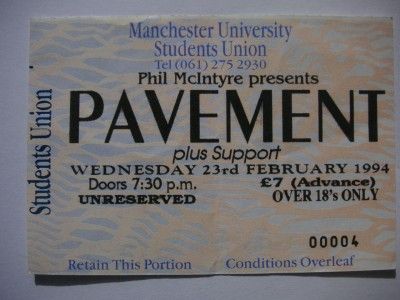 Manchester University
Students Union
Tel (061) 275 2930
Phil McIntyre presents
PAVEMENT
plus Support
WEDNESDAY 23rd FEBRUARY 1994
Doors 7:30 p.m. £7 (Advance)
UNRESERVED OVER 18's ONLY
00004
Retain This Portion Conditions Overleaf
Students Union